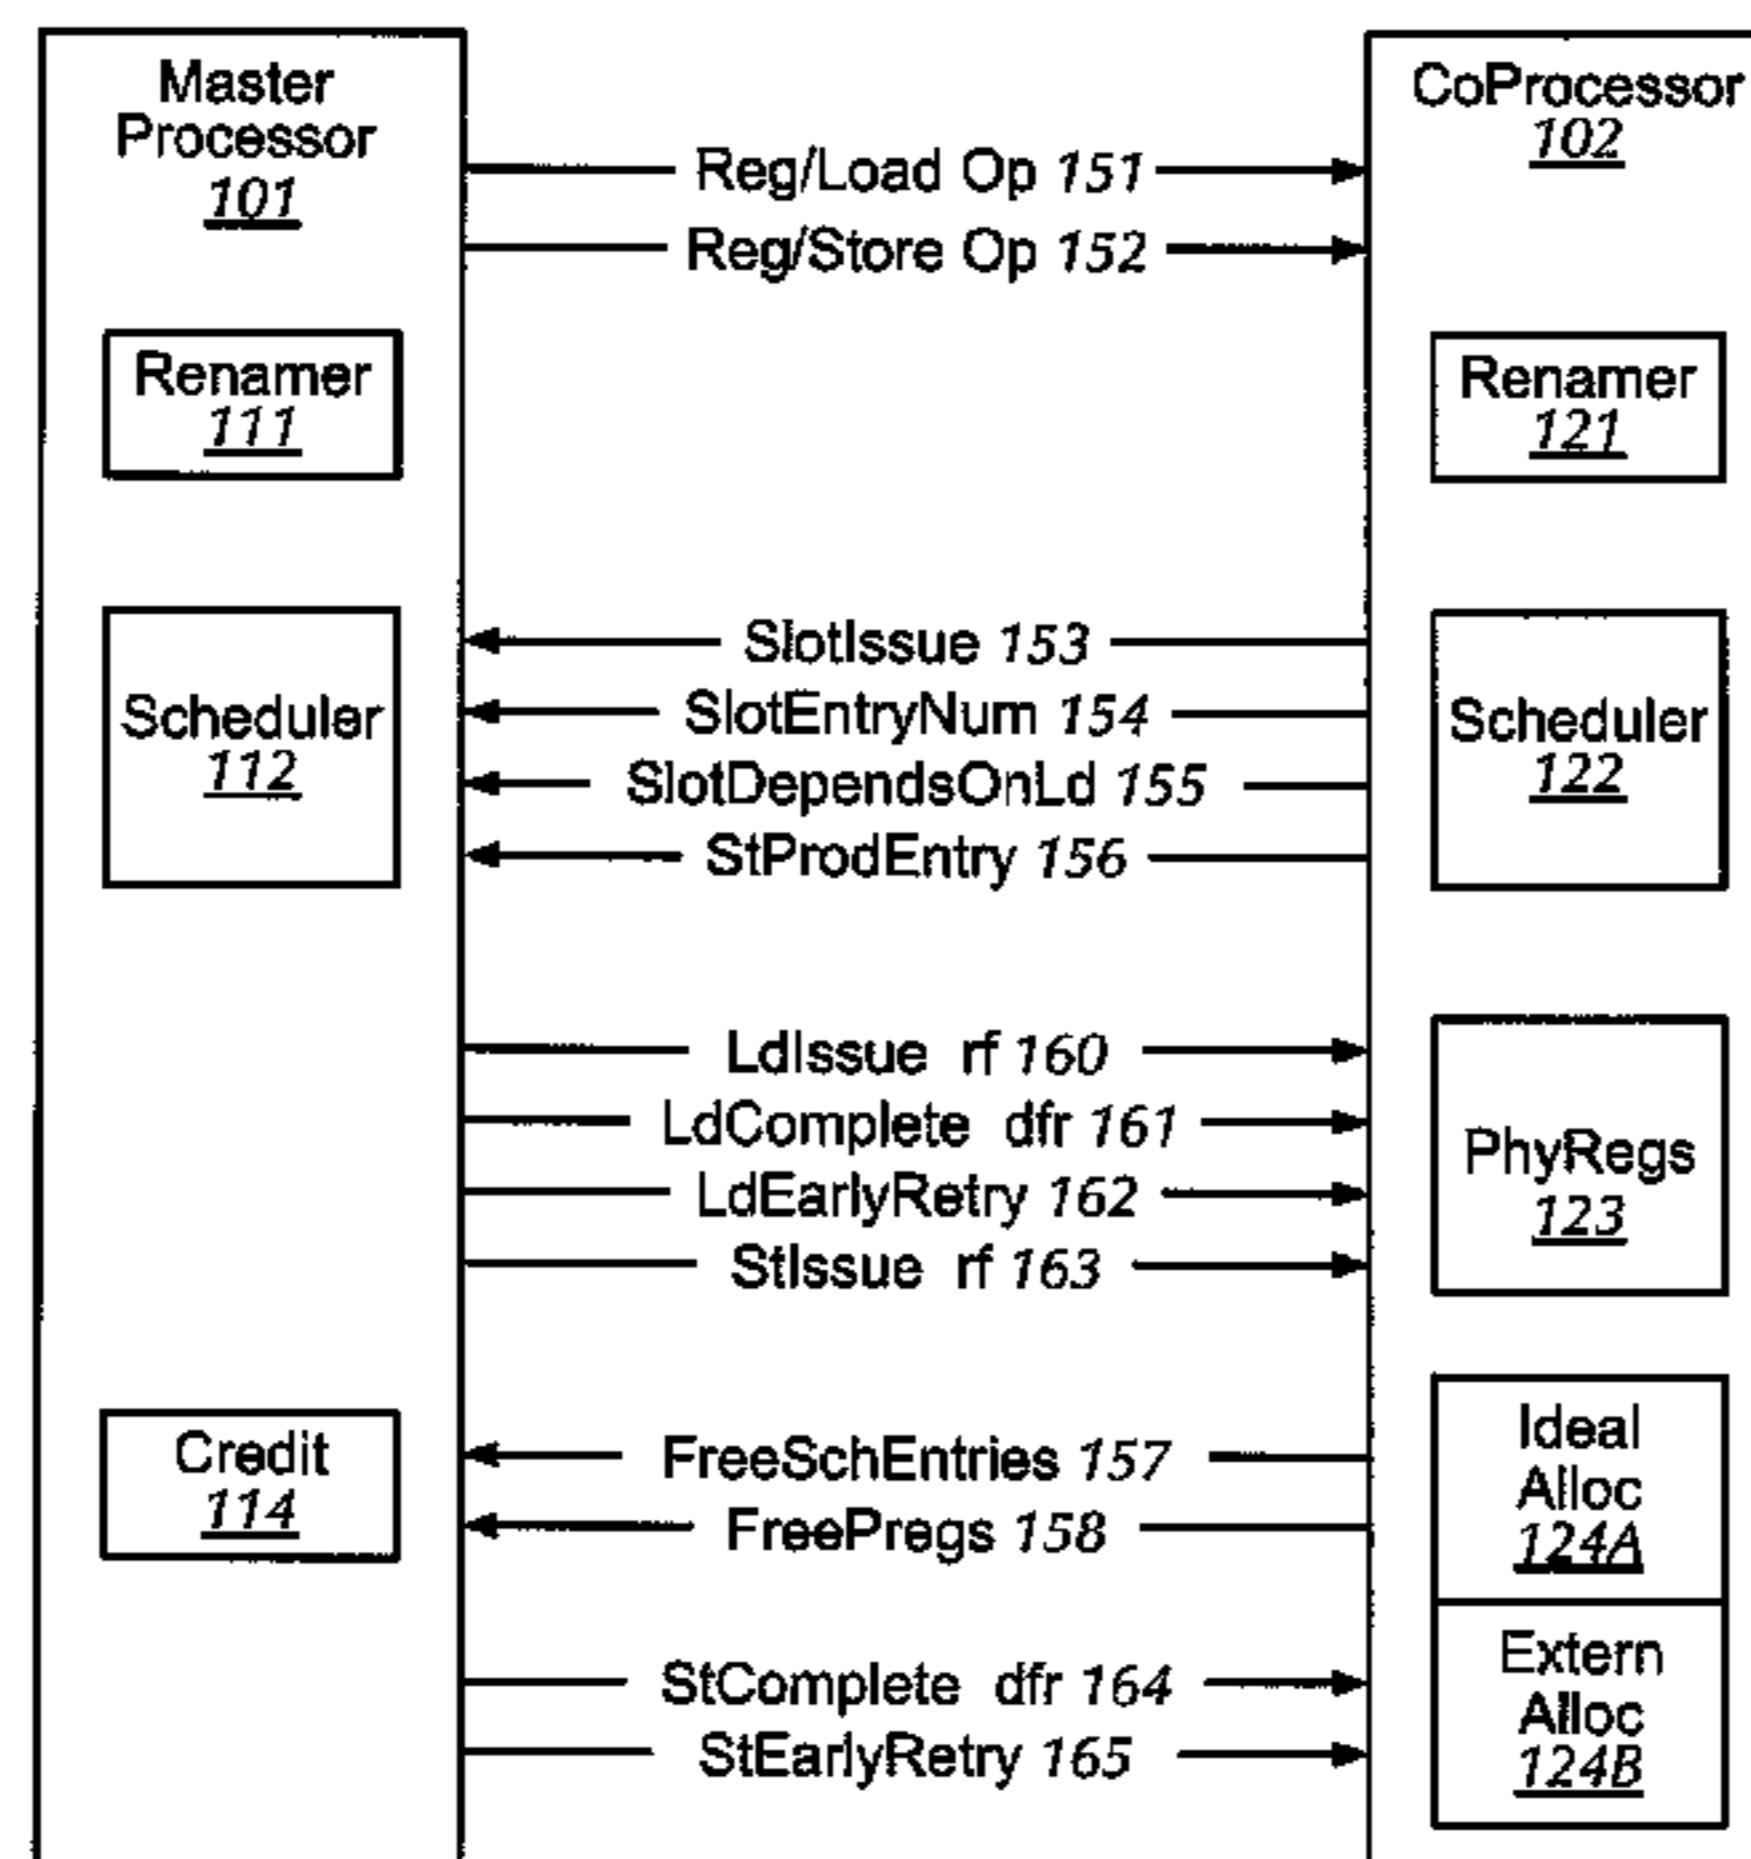 Master
Processor
101
CoProcessor
102
Reg/Load Op 151
Reg/Store Op 152
Renamer
111
Renamer
121
SlotIssue 153
SlotEntryNum 154
SlotDependsOnLd 155
StProdEntry 156
Scheduler
112
Scheduler
122
LdIssue rf 160
LdComplete dfr 161
LdEarlyRetry 162
StIssue rf 163
PhyRegs
123
Credit
114
FreeSchEntries 157
FreePregs 158
Ideal
Alloc
124A
StComplete dfr 164
StEarlyRetry 165
Extern
Alloc
124B